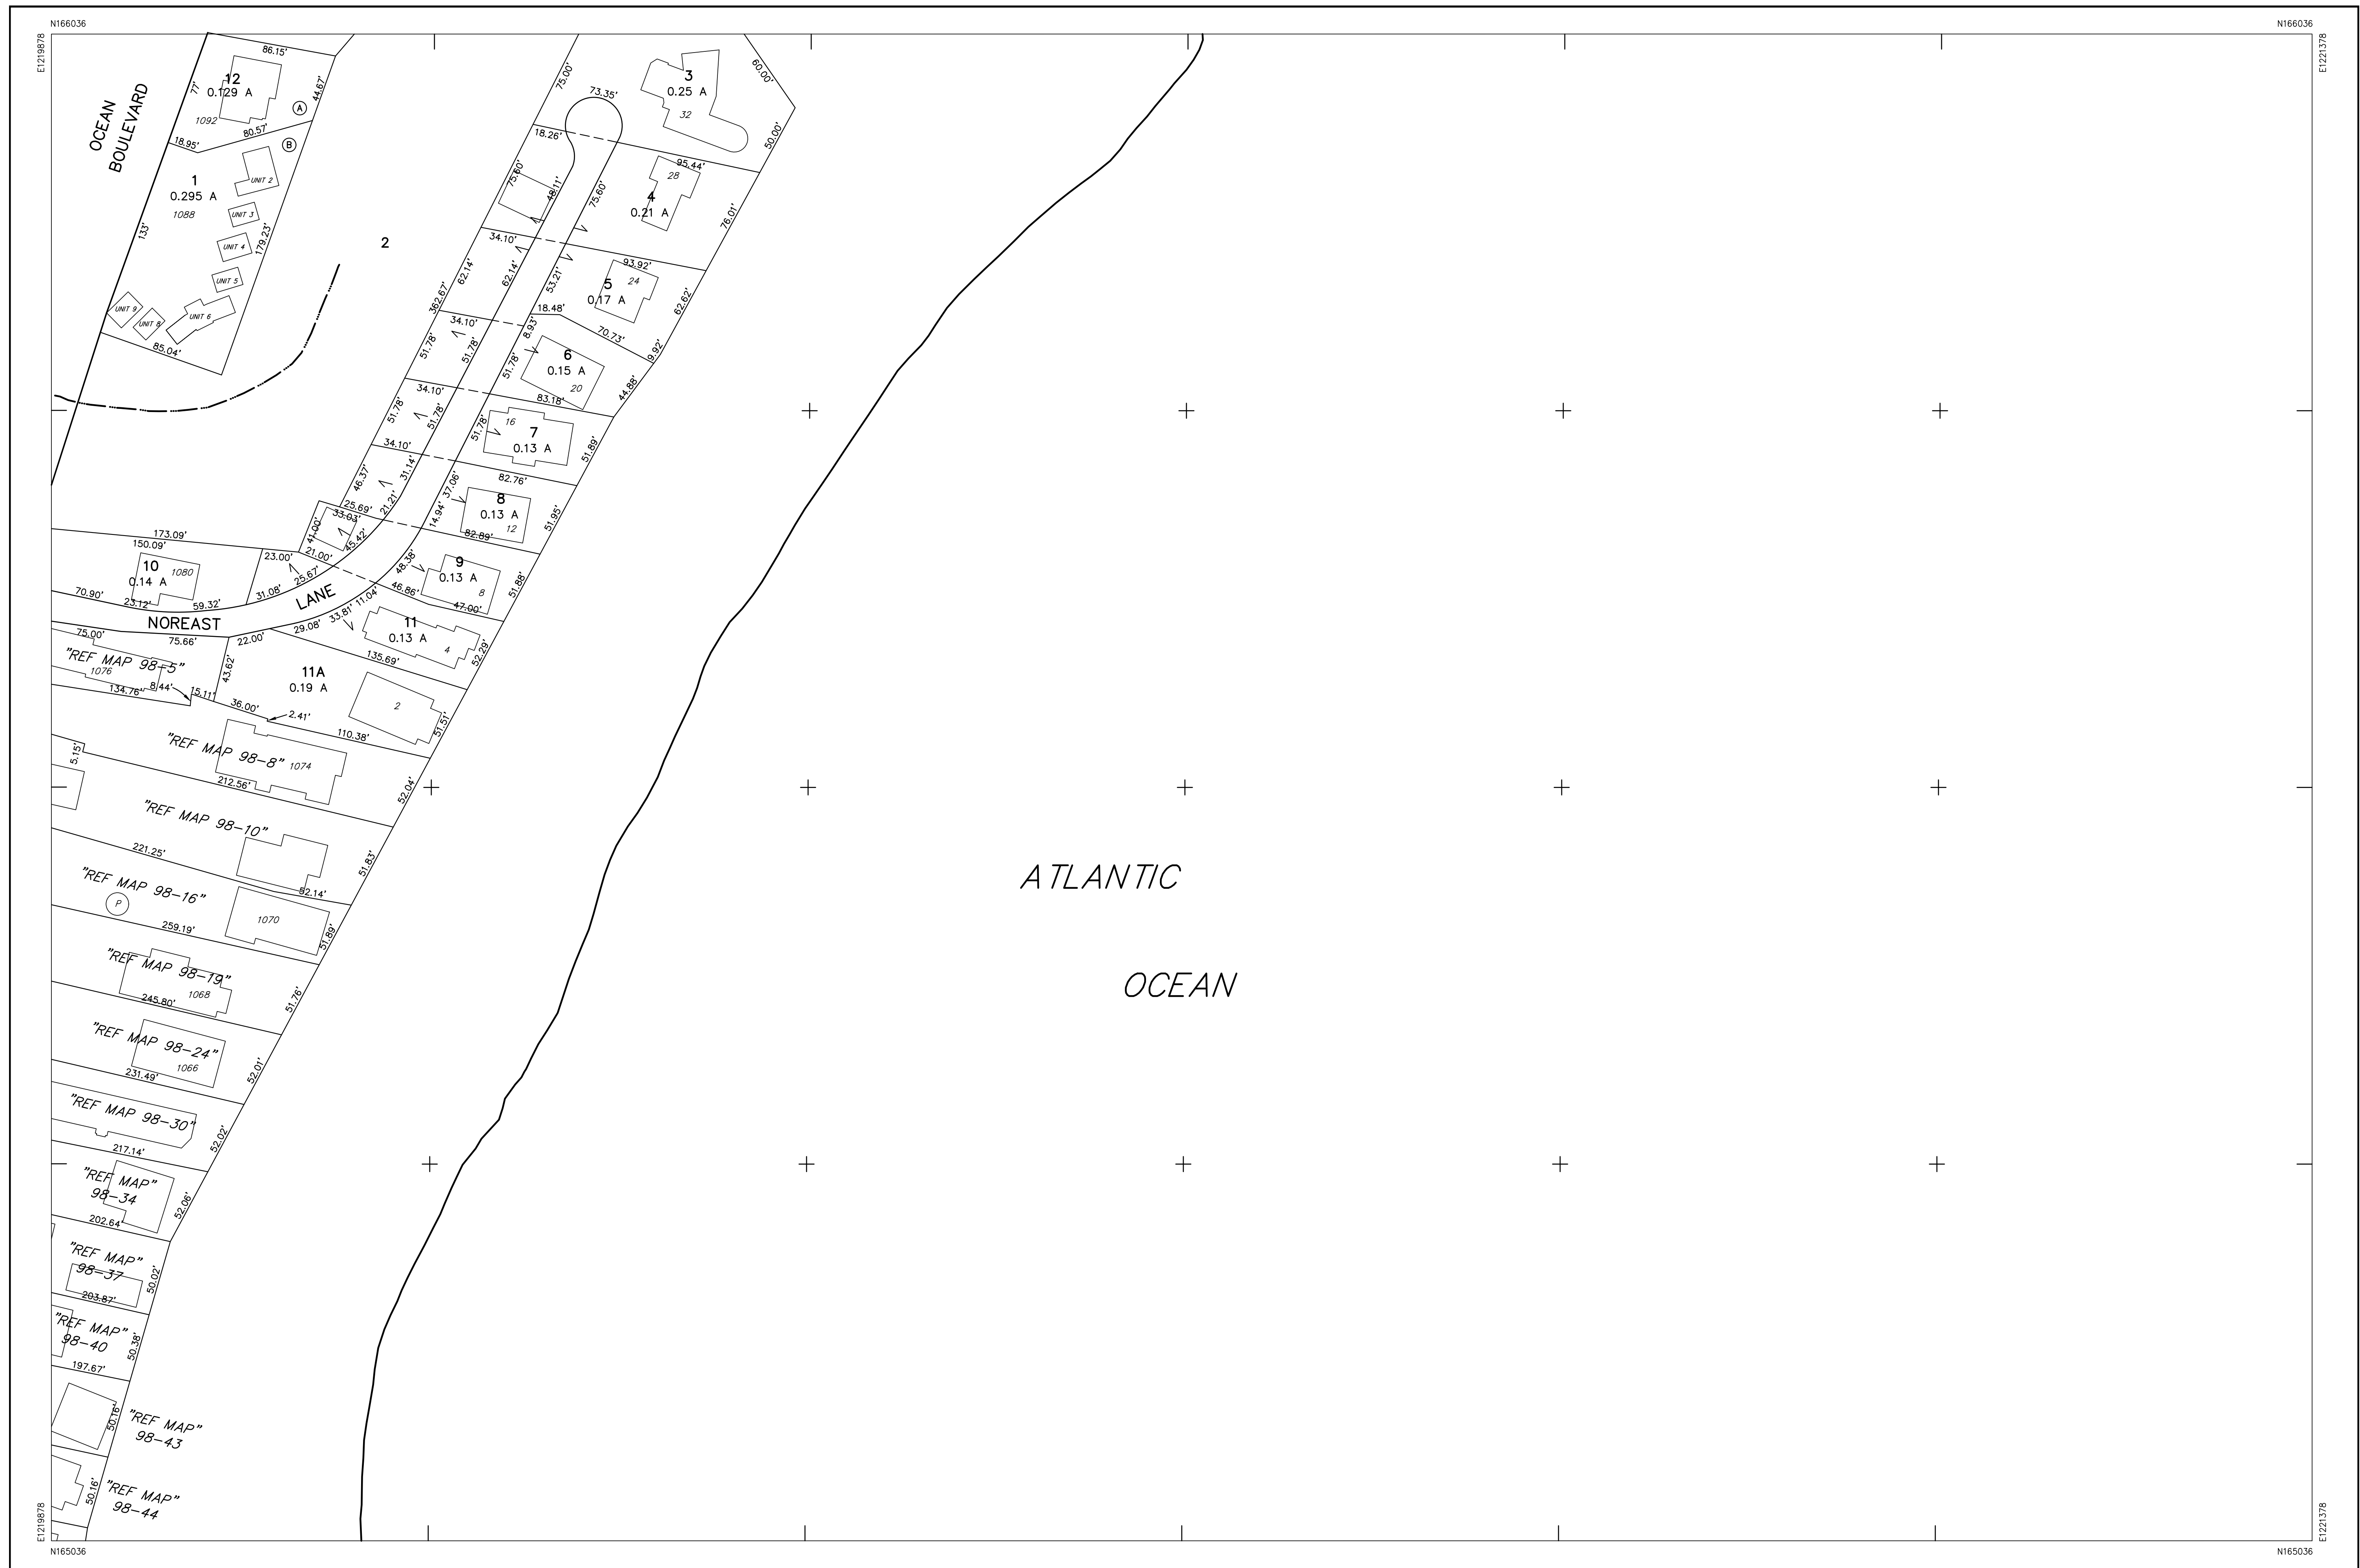 N166036
N166036
E1219878
E1221378
86.15'
77'
12
0.129 A
1092
44.67'
A
OCEAN
BOULEVARD
18.95'
80.57'
B
1
0.295 A
1088
UNIT 2
UNIT 3
UNIT 4
UNIT 5
UNIT 6
UNIT 8
UNIT 9
133'
179.23'
85.04'
2
75.00'
73.35'
3
0.25 A
32
60.00'
50.00'
18.26'
95.44'
75.60'
48.11'
75.60'
28
4
0.21 A
76.01'
34.10'
93.92'
62.14'
62.14'
53.21'
5
24
0.17 A
62.62'
362.67'
18.48'
70.73'
9.92'
34.10'
8.93'
51.78'
51.78'
51.78'
6
0.15 A
20
44.88'
34.10'
83.18'
51.78'
51.78'
51.78'
16
7
0.13 A
51.89'
34.10'
82.76'
46.37'
31.14'
37.06'
8
0.13 A
12
51.95'
25.69'
21.21'
14.94'
82.89'
33.03'
41.00'
45.42'
21.00'
173.09'
150.09'
23.00'
10
1080
0.14 A
25.67'
48.38'
9
0.13 A
8
51.88'
70.90'
23.12'
59.32'
31.08'
LANE
NOREAST
46.86'
47.00'
11.04'
33.81'
29.08'
22.00'
75.00'
75.66'
11
0.13 A
4
52.29'
135.69'
"REF MAP 98-5"
1076
43.62'
11A
0.19 A
134.76'
8.44'
15.11'
36.00'
2.41'
2
51.51'
110.38'
"REF MAP 98-8"
1074
5.15'
212.56'
52.04'
"REF MAP 98-10"
221.25'
52.14'
51.83'
"REF MAP 98-16"
P
1070
259.19'
51.89'
"REF MAP 98-19"
1068
245.80'
51.76'
"REF MAP 98-24"
1066
231.49'
52.01'
"REF MAP 98-30"
217.14'
52.02'
"REF MAP"
98-34
202.64'
52.06'
"REF MAP"
98-37
203.87'
50.02'
"REF MAP"
98-40
197.67'
50.38'
50.16'
"REF MAP"
98-43
50.16'
"REF MAP"
98-44
ATLANTIC
OCEAN
E1219878
E1221378
N165036
N165036